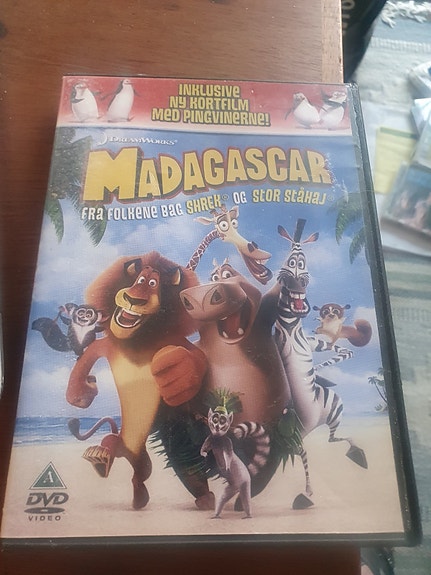 INKLUSIVE
NY KORTFILM
MED PINGVINERNE!
DREAMWORKS
MADAGASCAR
FRA FOLKENE BAG SHREK® OG STOR STÅHAJ
A
DVD
VIDEO